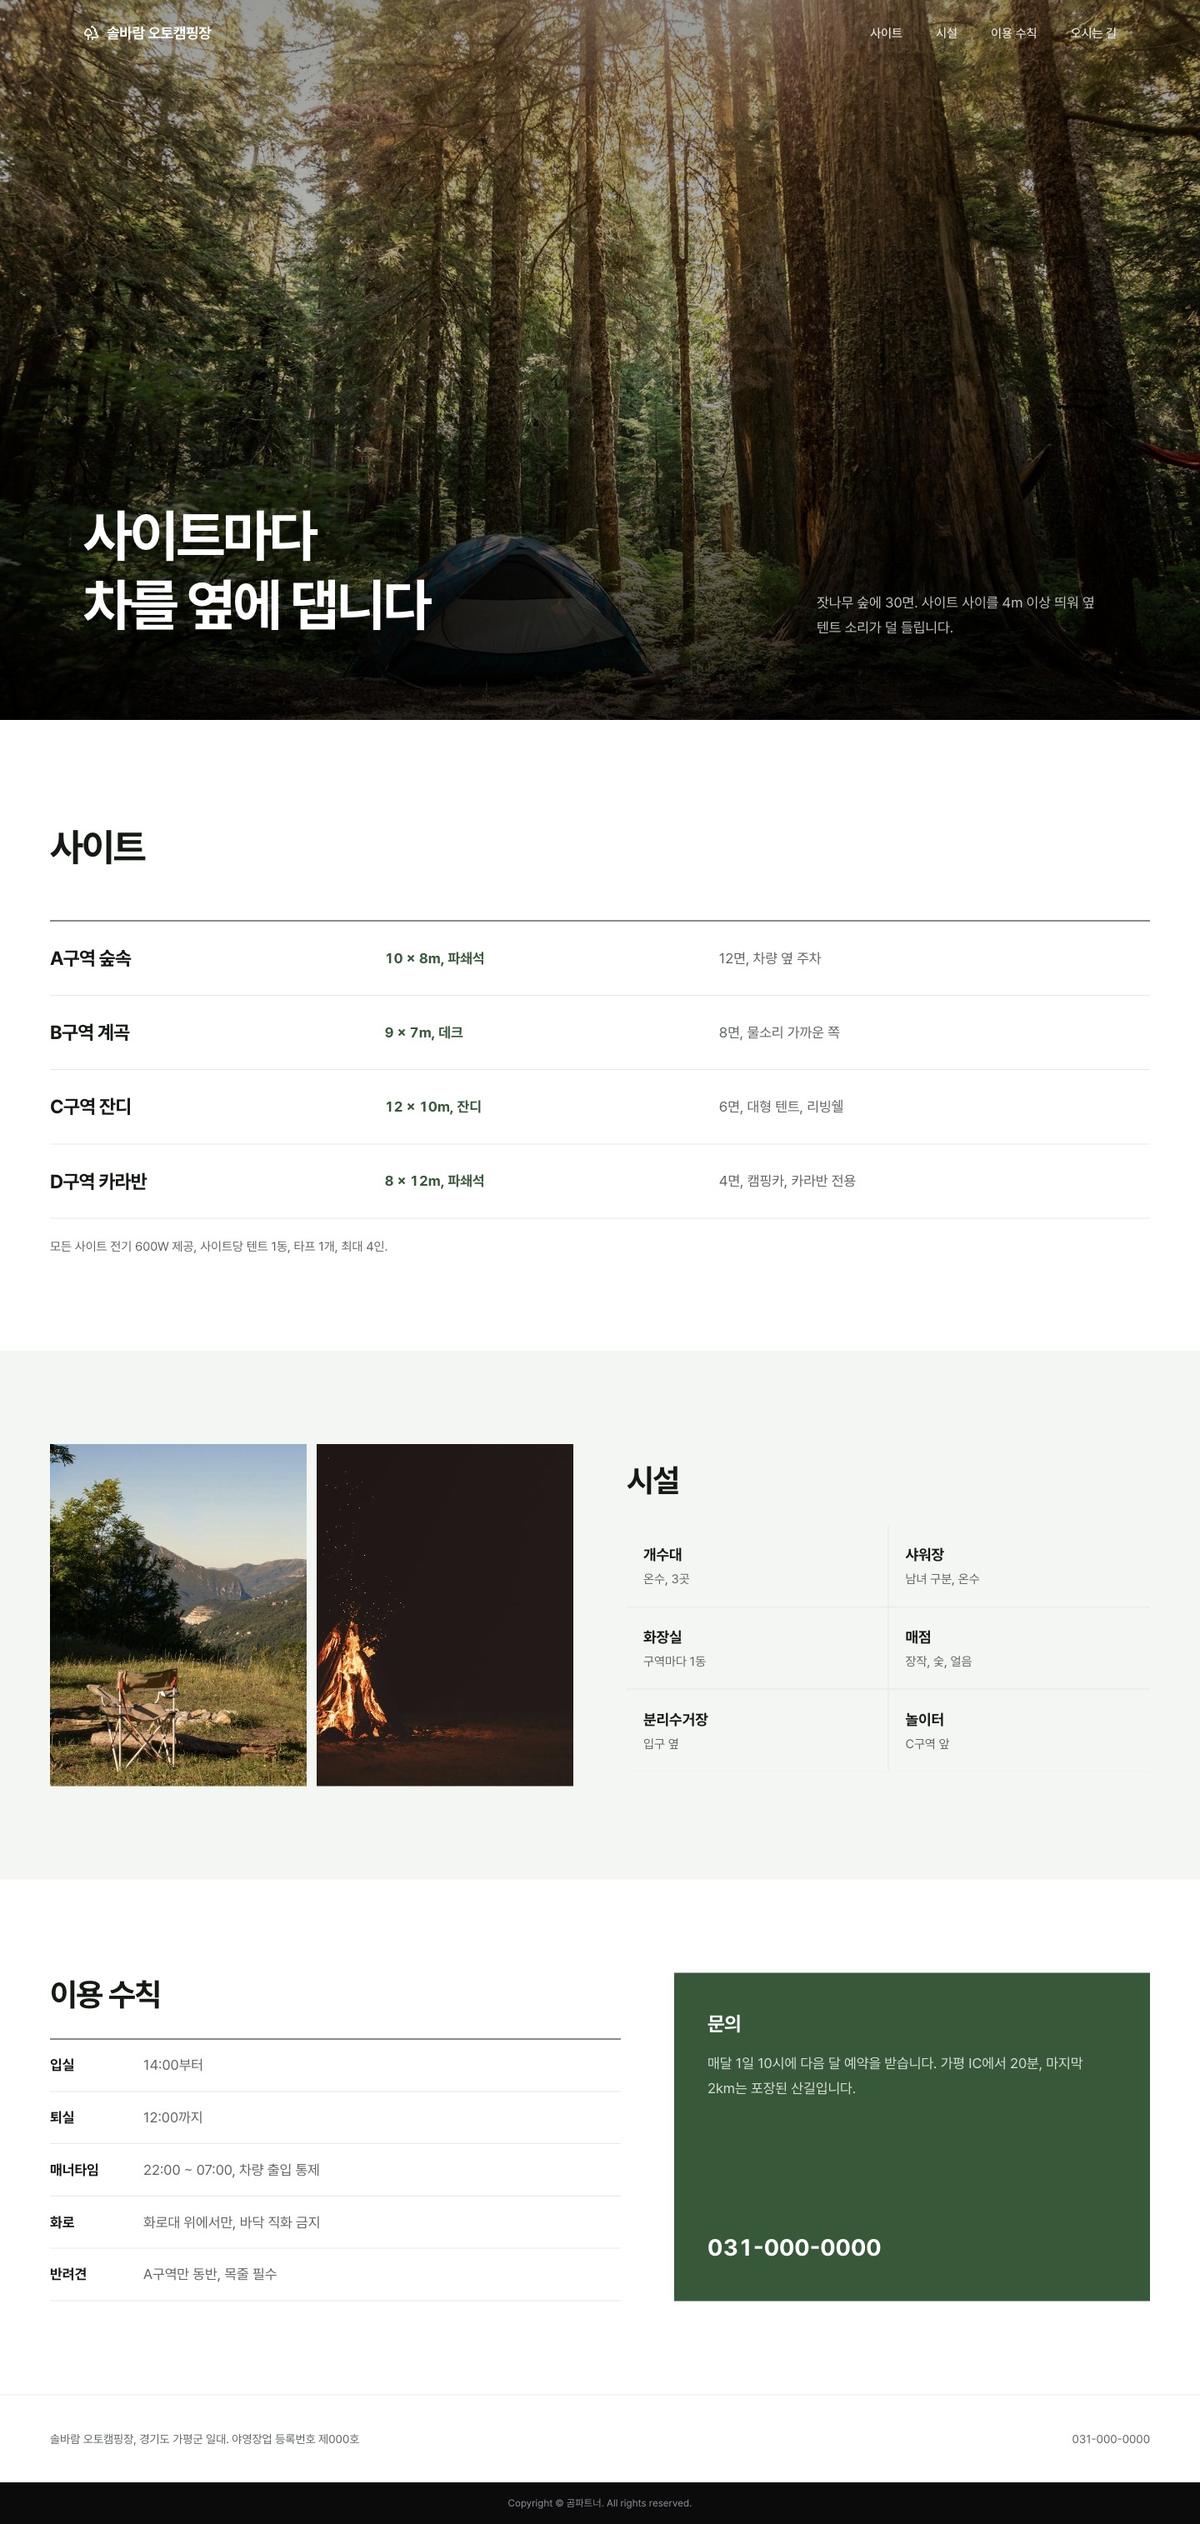 솔바람 오토캠핑장
사이트 시설 이용 수칙 오시는 길
사이트마다
차를 옆에 댑니다
잣나무 숲에 30면. 사이트 사이를 4m 이상 띄워 옆
텐트 소리가 덜 들립니다.
사이트
A구역 숲속 10 × 8m, 파쇄석 12면, 차량 옆 주차
B구역 계곡 9 × 7m, 데크 8면, 물소리 가까운 쪽
C구역 잔디 12 × 10m, 잔디 6면, 대형 텐트, 리빙쉘
D구역 카라반 8 × 12m, 파쇄석 4면, 캠핑카, 카라반 전용
모든 사이트 전기 600W 제공, 사이트당 텐트 1동, 타프 1개, 최대 4인.
시설
개수대
온수, 3곳
샤워장
남녀 구분, 온수
화장실
구역마다 1동
매점
장작, 숯, 얼음
분리수거장
입구 옆
놀이터
C구역 앞
이용 수칙
입실 14:00부터
퇴실 12:00까지
매너타임 22:00 ~ 07:00, 차량 출입 통제
화로 화로대 위에서만, 바닥 직화 금지
반려견 A구역만 동반, 목줄 필수
문의
매달 1일 10시에 다음 달 예약을 받습니다. 가평 IC에서 20분, 마지막
2km는 포장된 산길입니다.
031-000-0000
솔바람 오토캠핑장, 경기도 가평군 일대. 야영장업 등록번호 제000호
031-000-0000
Copyright © 곰파트너. All rights reserved.